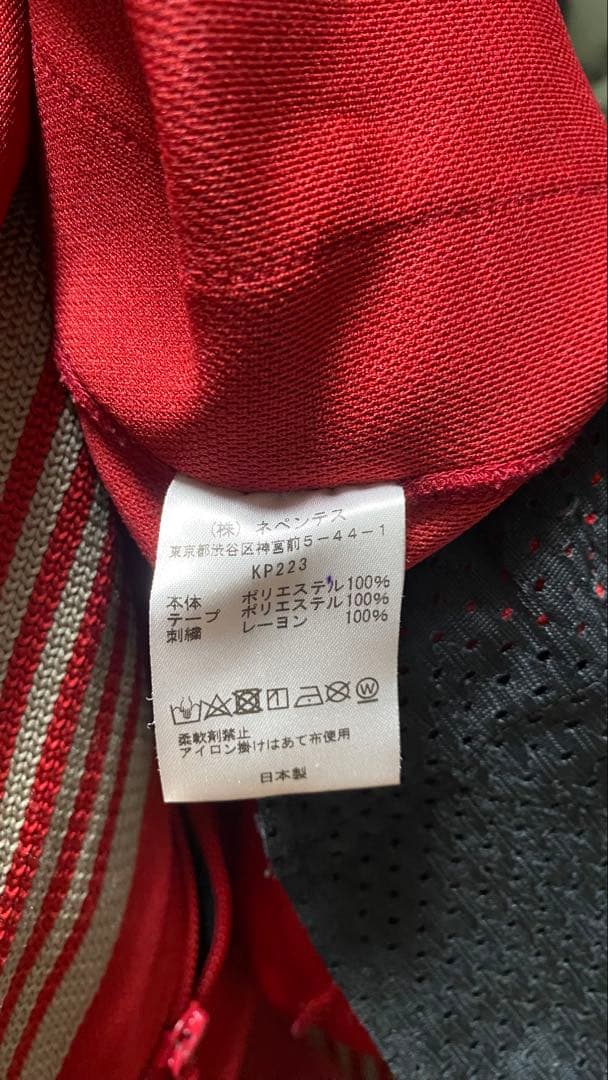 (株) ネペンテス
東京都渋谷区神宮前5-44-1
KP223
本体 ポリエステル100%
テープ ポリエステル100%
刺繍 レーヨン 100%
柔軟剤禁止
アイロン掛けはあて布使用
日本製